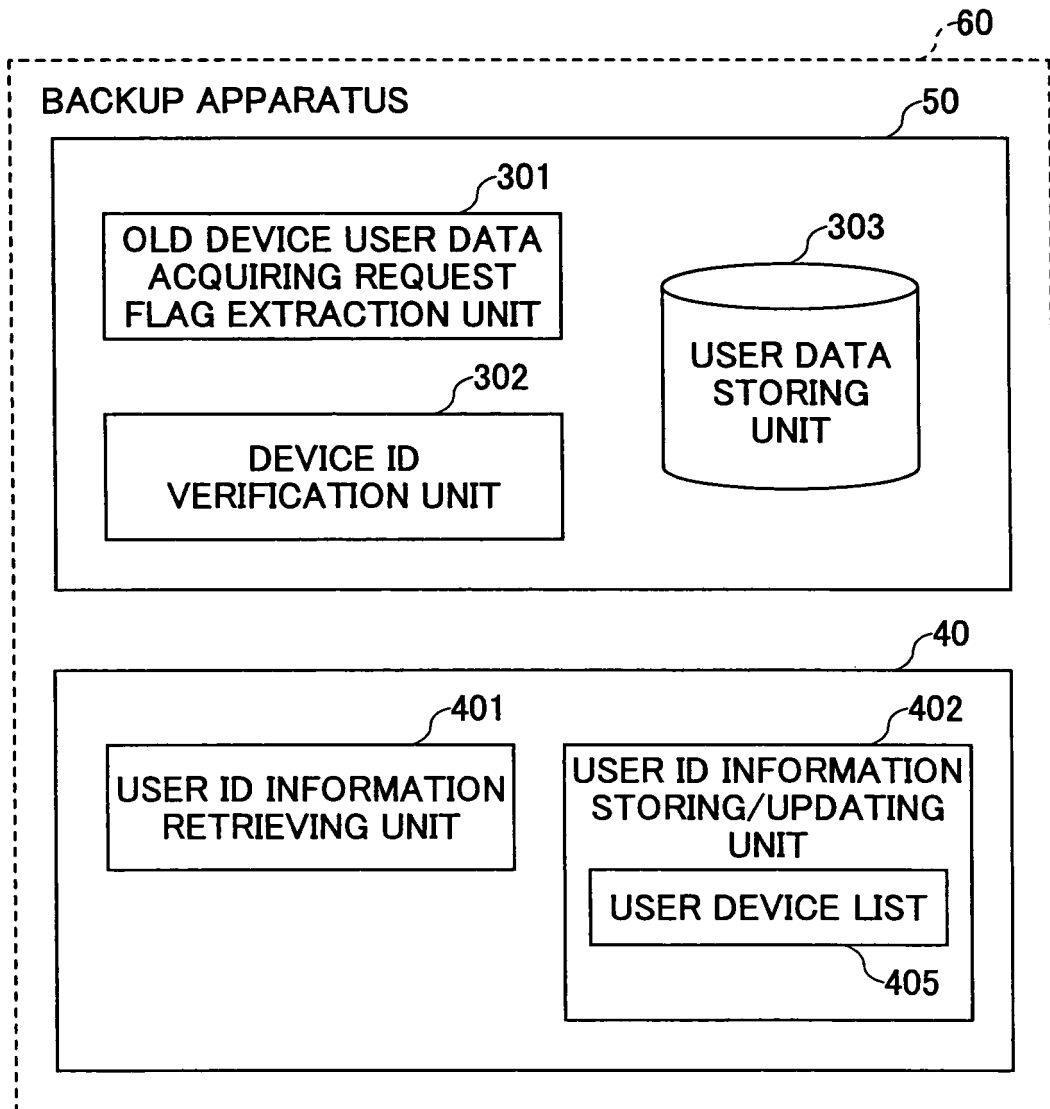 60
BACKUP APPARATUS
50
301
OLD DEVICE USER DATA
ACQUIRING REQUEST
FLAG EXTRACTION UNIT
303
USER DATA
STORING
UNIT
302
DEVICE ID
VERIFICATION UNIT
40
401
USER ID INFORMATION
RETRIEVING UNIT
402
USER ID INFORMATION
STORING/UPDATING
UNIT
USER DEVICE LIST
405